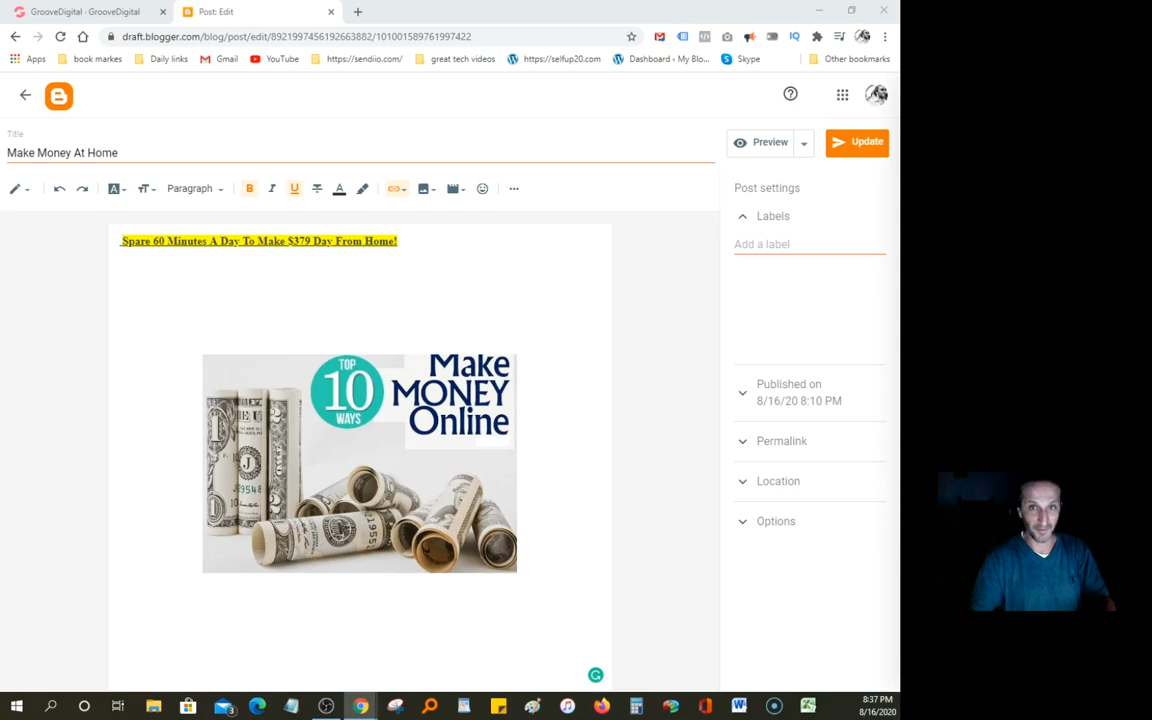 GrooveDigital · GrooveDigital
Post: Edit
draft.blogger.com/blog/post/edit/8921997456192663882/101001589761997422
Apps
book markes
Daily links
Gmail
YouTube
https://sendiio.com/
great tech videos
https://selfup20.com
Dashboard ‹ My Blo...
Skype
Other bookmarks
Title
Make Money At Home
Preview
Update
Paragraph
B
Post settings
Labels
Add a label
Spare 60 Minutes A Day To Make $379 Day From Home!
TOP
10
WAYS
Make
MONEY
Online
Published on
8/16/20 8:10 PM
Permalink
Location
Options
8:37 PM
8/16/2020